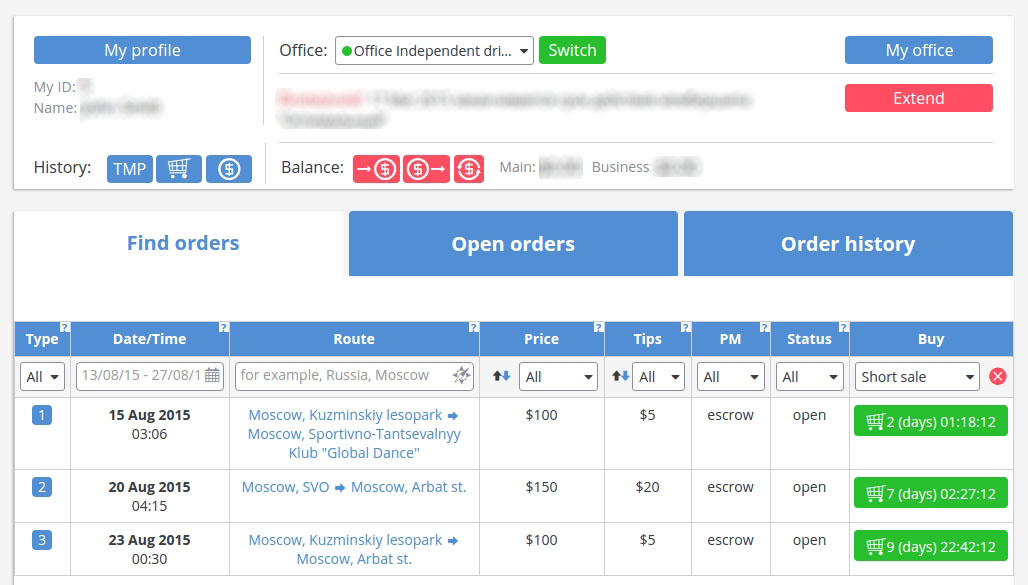 My profile
Office:
Office Independent dri...
Switch
My office
My ID:
Name:
Extend
History:
TMP
Balance:
Main:
Business
Find orders
Open orders
Order history
Type ?
Date/Time ?
Route ?
Price ?
Tips ?
PM ?
Status ?
Buy
All
13/08/15 - 27/08/1
for example, Russia, Moscow
All
All
All
All
Short sale
1
15 Aug 2015
03:06
Moscow, Kuzminskiy lesopark
Moscow, Sportivno-Tantsevalnyy
Klub "Global Dance"
$100
$5
escrow
open
2 (days) 01:18:12
2
20 Aug 2015
04:15
Moscow, SVO ➡ Moscow, Arbat st.
$150
$20
escrow
open
7 (days) 02:27:12
3
23 Aug 2015
00:30
Moscow, Kuzminskiy lesopark ➡
Moscow, Arbat st.
$100
$5
escrow
open
9 (days) 22:42:12